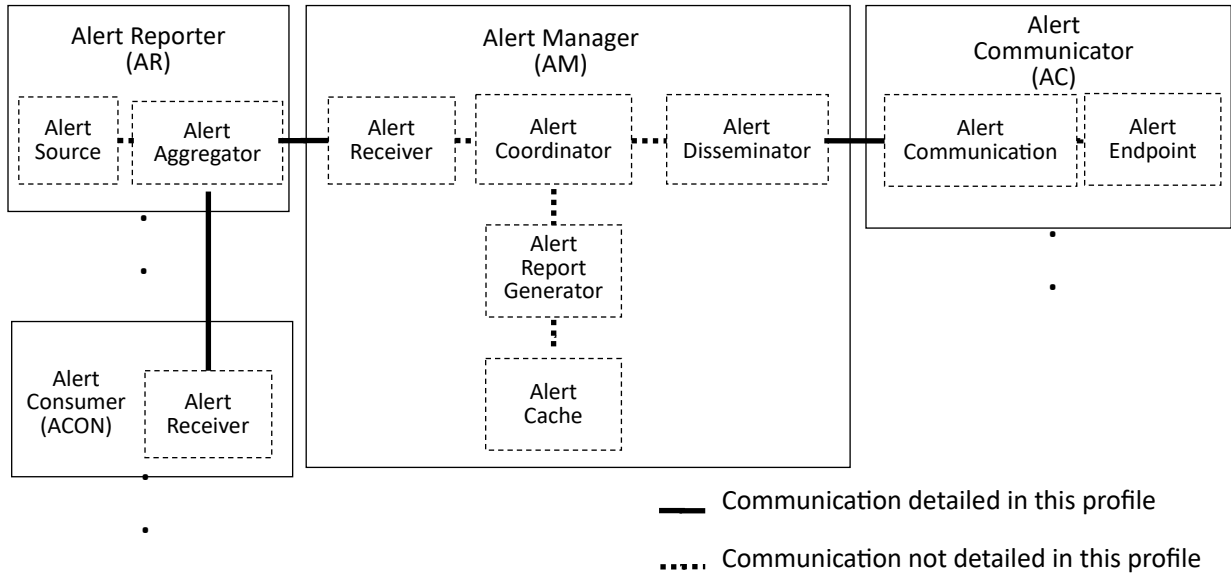 Alert Reporter
(AR)
Alert
Source
Alert
Aggregator
Alert Manager
(AM)
Alert
Receiver
Alert
Coordinator
Alert
Disseminator
Alert
Report
Generator
Alert
Cache
Alert
Communicator
(AC)
Alert
Communication
Alert
Endpoint
Alert
Consumer
(ACON)
Alert
Receiver
Communication detailed in this profile
Communication not detailed in this profile